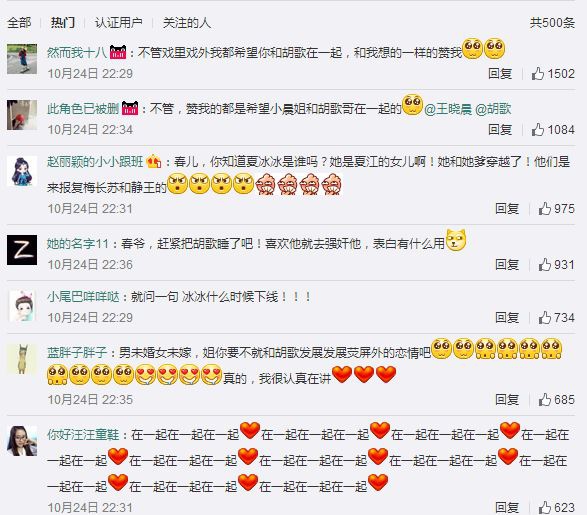 全部 | 热门 | 认证用户 | 关注的人 共500条
然而我十八：不管戏里戏外我都希望你和胡歌在一起，和我想的一样的赞我
10月24日 22:29 回复 1502
此角色已被删：不管，赞我的都是希望小晨姐和胡歌哥在一起的@王晓晨 @胡歌
10月24日 22:34 回复 1084
赵丽颖的小小跟班：春儿，你知道夏冰冰是谁吗？她是夏江的女儿啊！她和她爹穿越了！他们是
来报复梅长苏和静王的
10月24日 22:31 回复 975
Z
她的名字11：春爷，赶紧把胡歌睡了吧！喜欢他就去强奸他，表白有什么用
10月24日 22:36 回复 931
小尾巴咩咩哒：就问一句 冰冰什么时候下线！！！
10月24日 22:29 回复 734
蓝胖子胖子：男未婚女未嫁，姐你要不就和胡歌发展发展荧屏外的恋情吧
真的，我很认真在讲
10月24日 22:35 回复 685
你好汪汪童鞋：在一起在一起在一起在一起在一起在一起在一起在一起在一起在一起
一起在一起在一起在一起在一起在一起在一起在一起在一起在一起在一
一起在一起在一起在一起在一起在一起在一起在一起
10月24日 22:31 回复 623